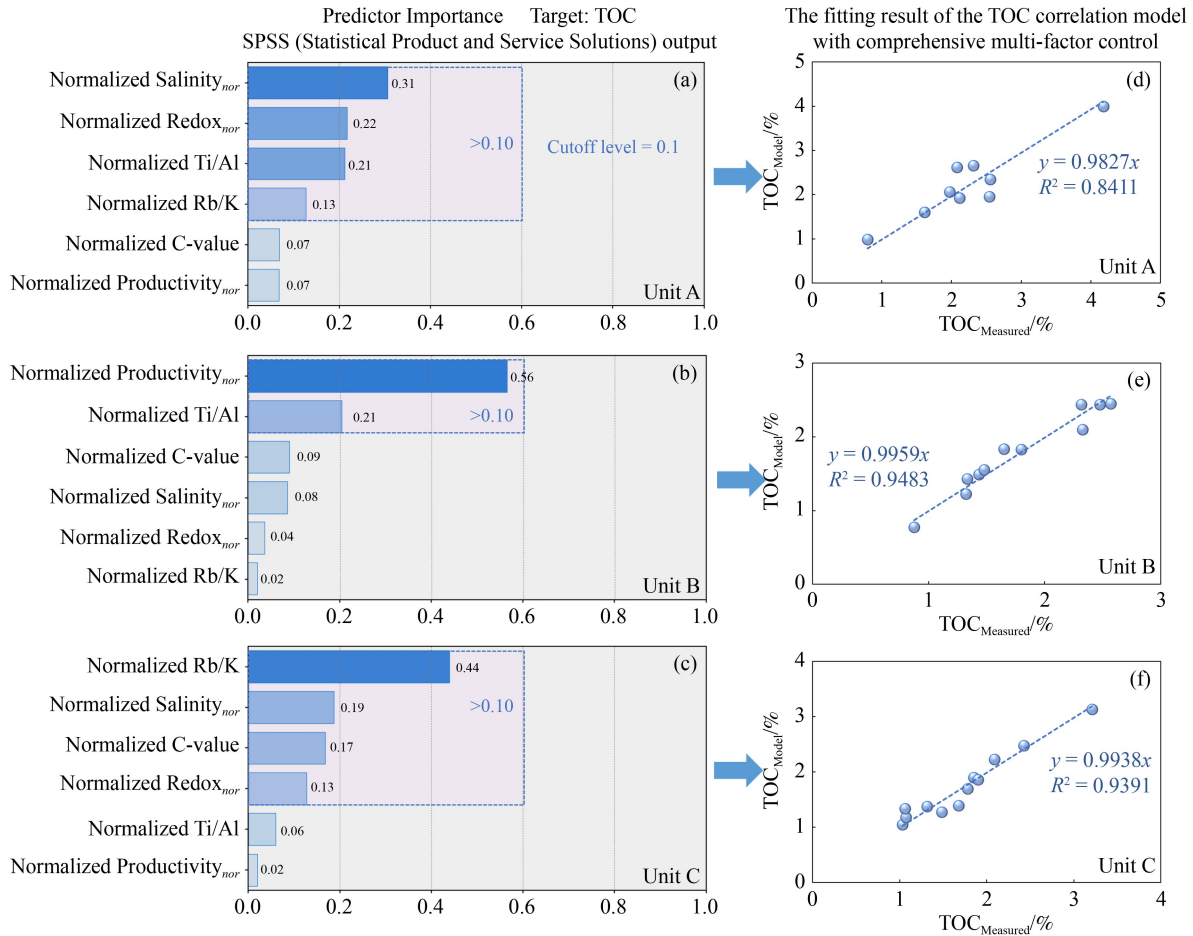 Predictor Importance Target: TOC
SPSS (Statistical Product and Service Solutions) output
The fitting result of the TOC correlation model
with comprehensive multi-factor control
(a)
Normalized Salinitynor 0.31
Normalized Redoxnor 0.22
Normalized Ti/Al 0.21
Normalized Rb/K 0.13
Normalized C-value 0.07
Normalized Productivitynor 0.07
>0.10
Cutoff level = 0.1
Unit A
0.0 0.2 0.4 0.6 0.8 1.0
(d)
TOCModel/%
5
4
3
2
1
0
y = 0.9827x
R² = 0.8411
Unit A
0 1 2 3 4 5
TOCMeasured/%
(b)
Normalized Productivitynor 0.56
Normalized Ti/Al 0.21
Normalized C-value 0.09
Normalized Salinitynor 0.08
Normalized Redoxnor 0.04
Normalized Rb/K 0.02
>0.10
Unit B
0.0 0.2 0.4 0.6 0.8 1.0
(e)
TOCModel/%
3
2
1
0
y = 0.9959x
R² = 0.9483
Unit B
0 1 2 3
TOCMeasured/%
(c)
Normalized Rb/K 0.44
Normalized Salinitynor 0.19
Normalized C-value 0.17
Normalized Redoxnor 0.13
Normalized Ti/Al 0.06
Normalized Productivitynor 0.02
>0.10
Unit C
0.0 0.2 0.4 0.6 0.8 1.0
(f)
TOCModel/%
4
3
2
1
0
y = 0.9938x
R² = 0.9391
Unit C
0 1 2 3 4
TOCMeasured/%